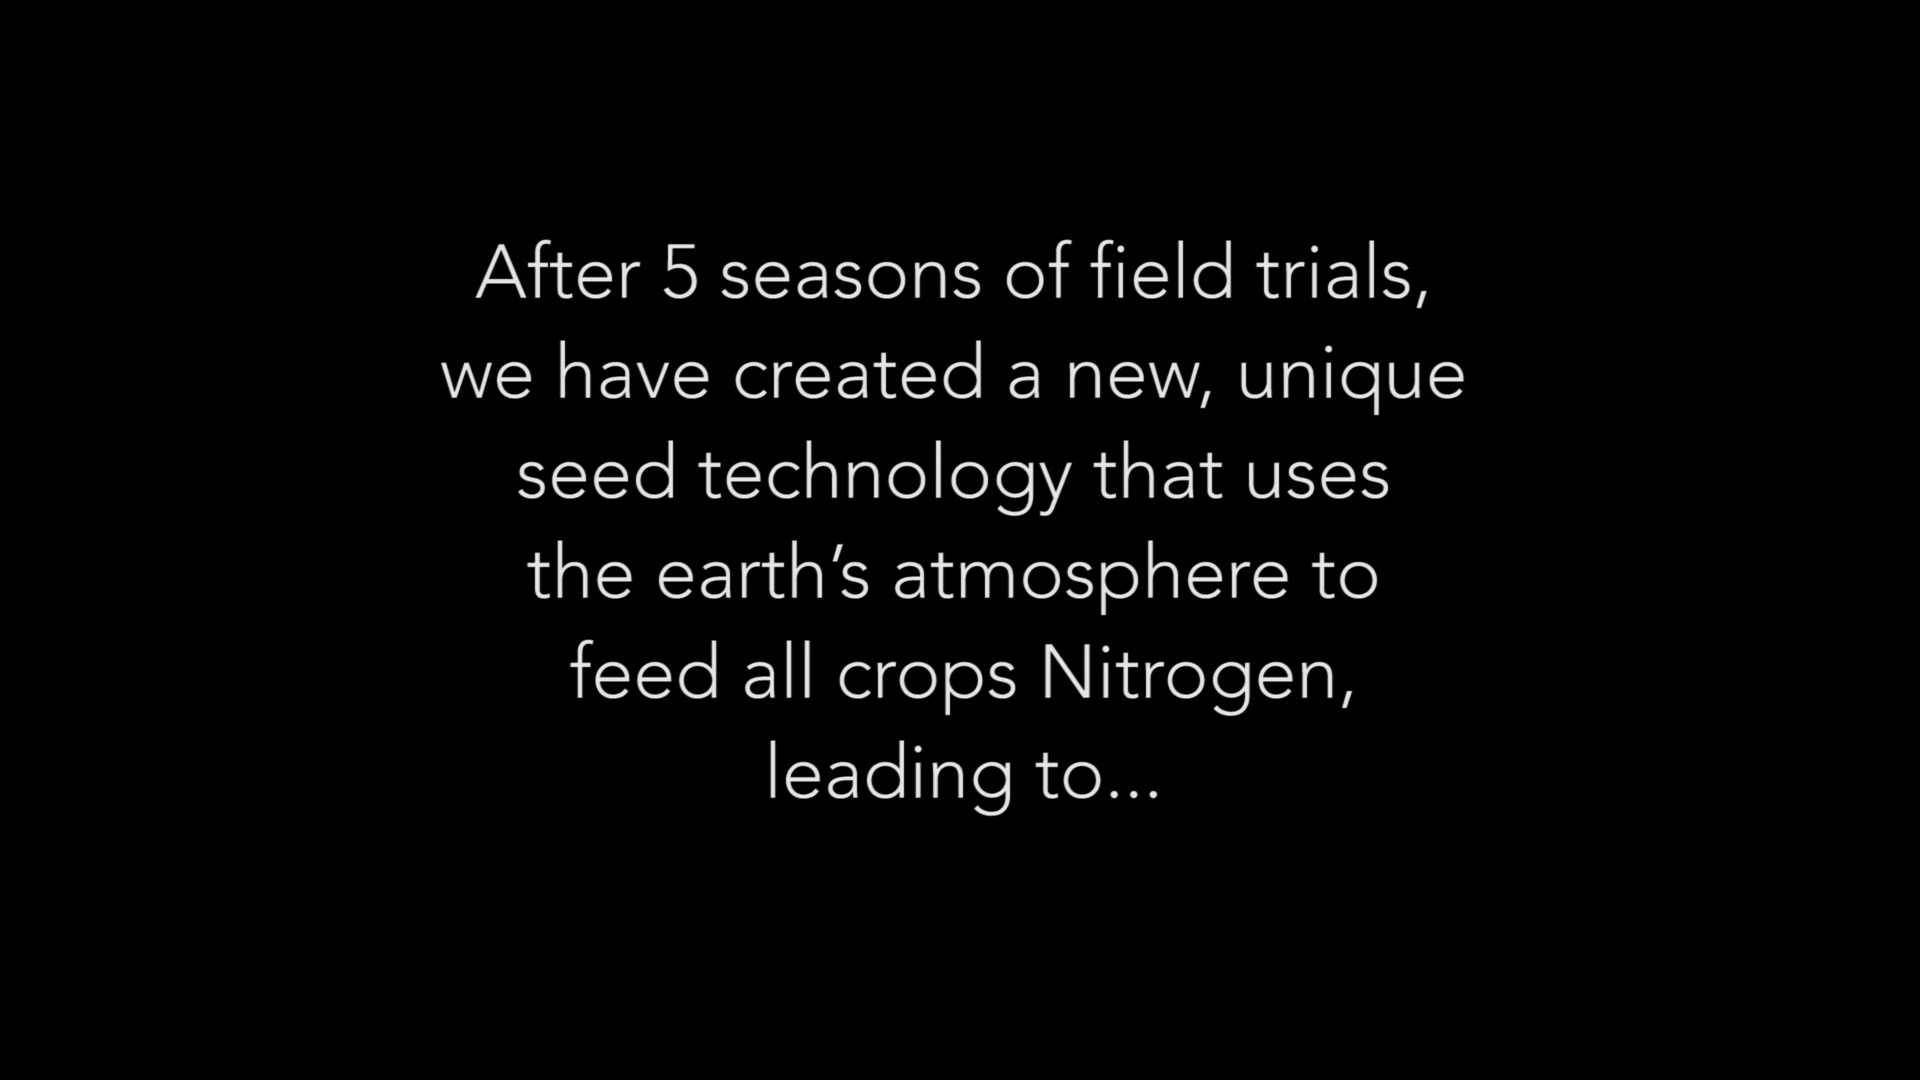 After 5 seasons of field trials,
we have created a new, unique
seed technology that uses
the earth’s atmosphere to
feed all crops Nitrogen,
leading to...